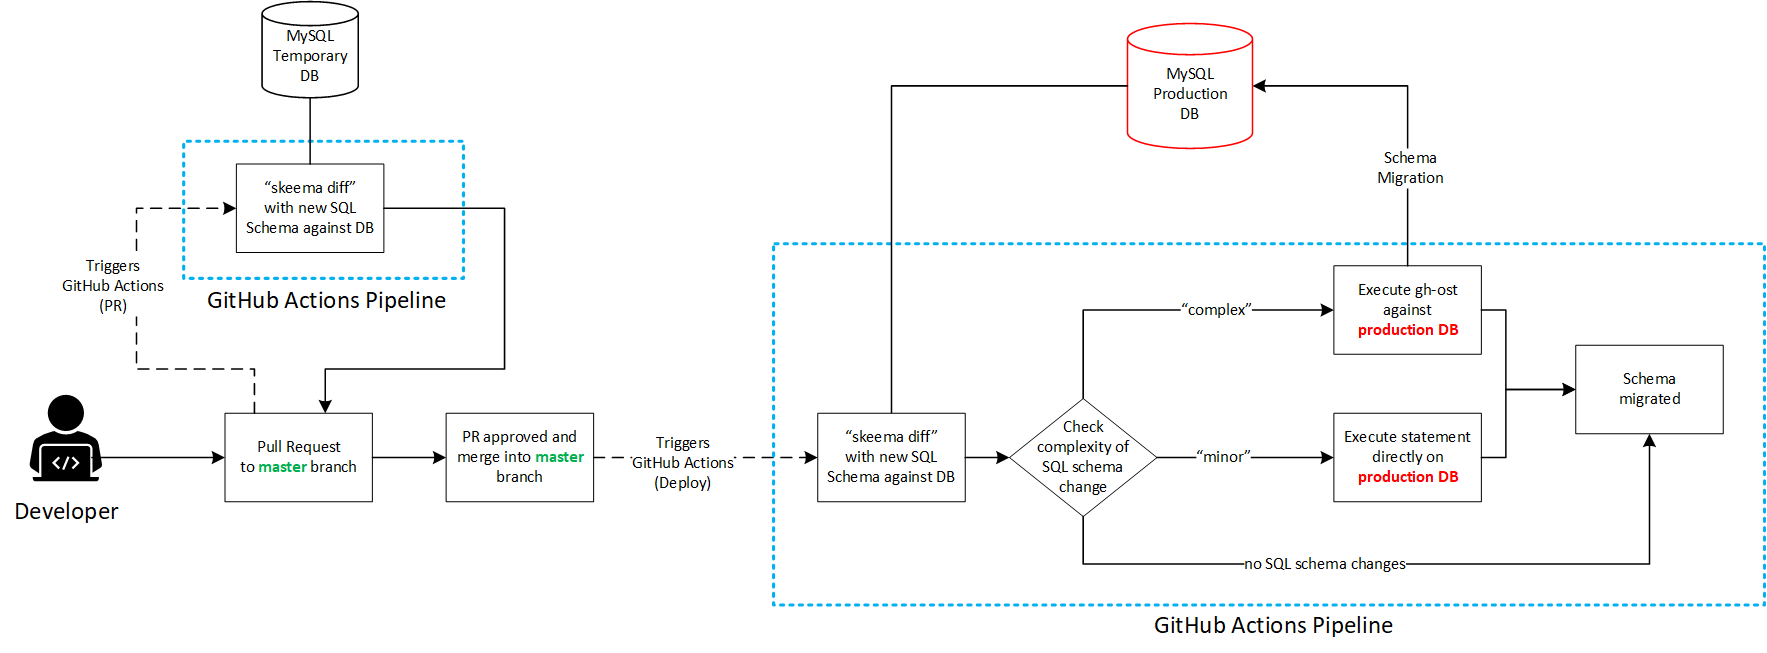 MySQL
Temporary
DB
“skeema diff”
with new SQL
Schema against DB
GitHub Actions Pipeline
Triggers
GitHub Actions
(PR)
Developer
Pull Request
to master branch
PR approved and
merge into master
branch
Triggers
GitHub Actions
(Deploy)
MySQL
Production
DB
Schema
Migration
“skeema diff”
with new SQL
Schema against DB
Check
complexity of
SQL schema
change
“complex”
Execute gh-ost
against
production DB
“minor”
Execute statement
directly on
production DB
no SQL schema changes
Schema
migrated
GitHub Actions Pipeline